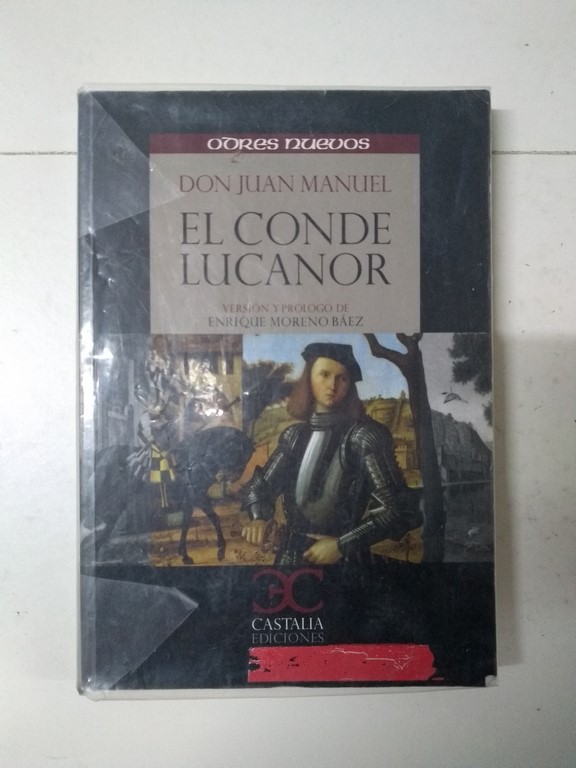 ODRES NUEVOS
DON JUAN MANUEL
EL CONDE
LUCANOR
VERSIÓN Y PRÓLOGO DE
ENRIQUE MORENO BÁEZ
CASTALIA
EDICIONES